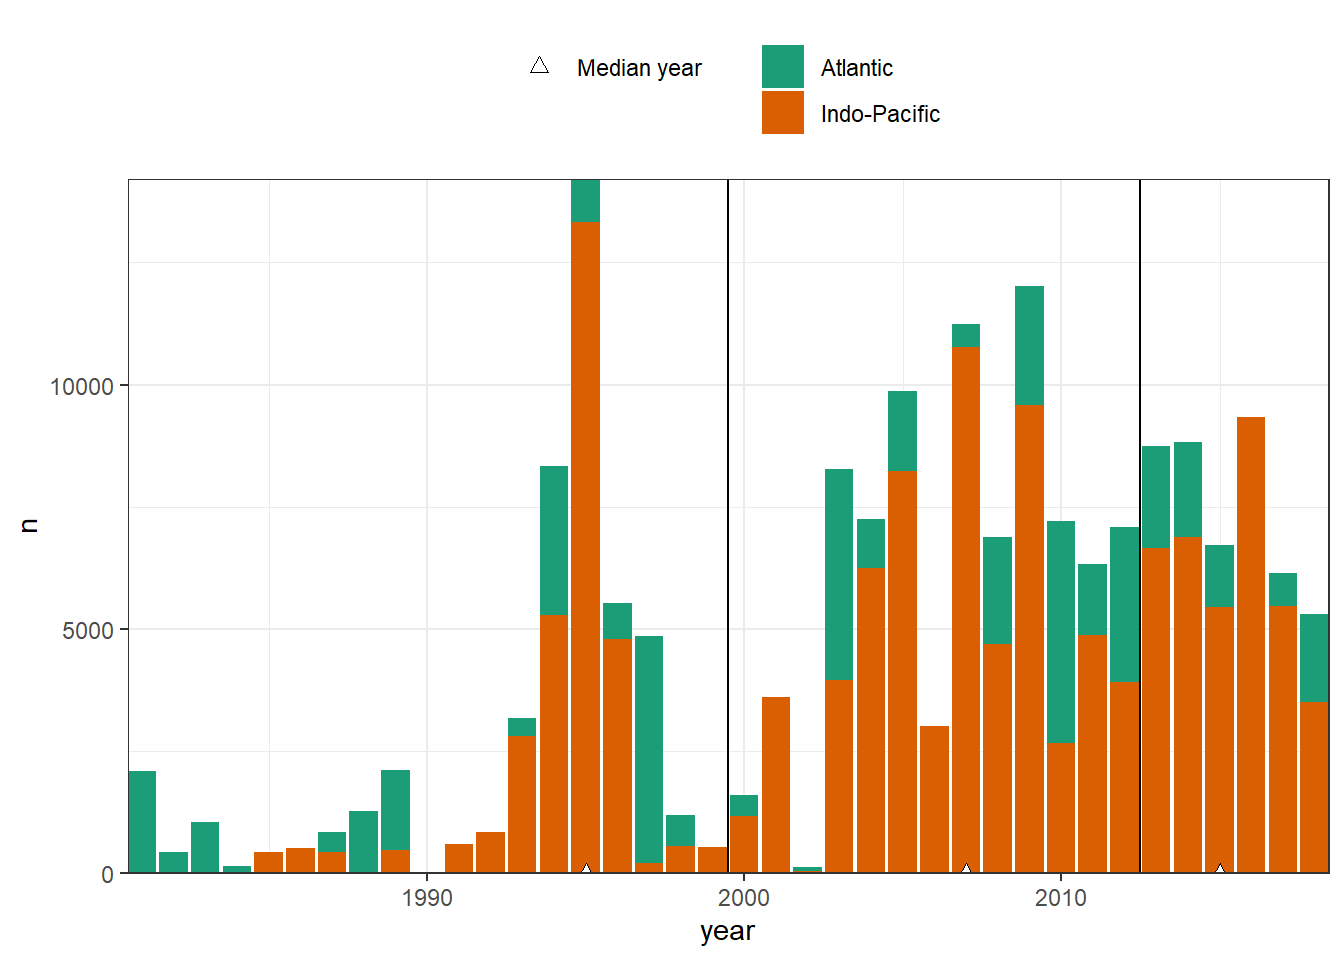 Median year
Atlantic
Indo-Pacific
n
10000
5000
0
1990
2000
2010
year